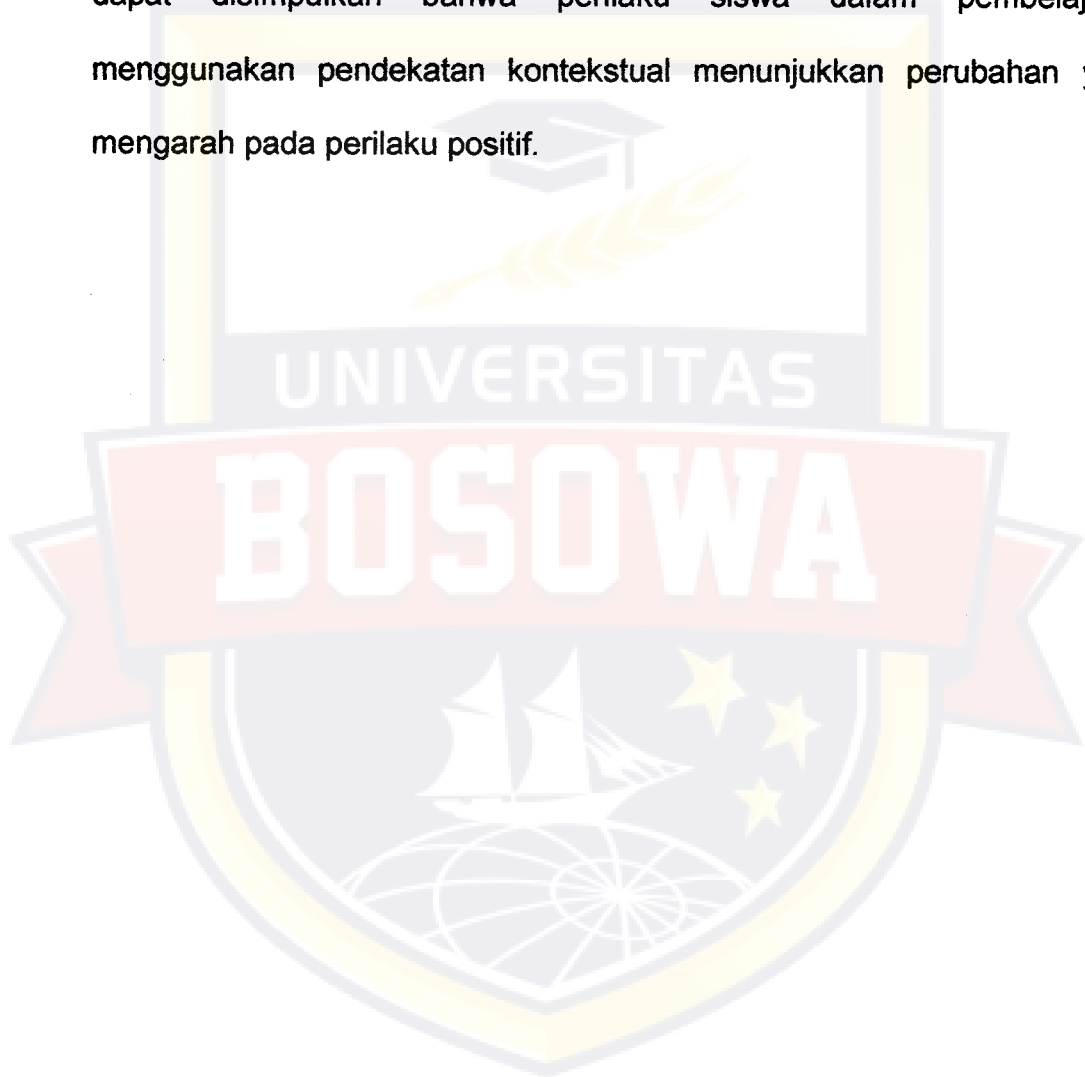 dapat disimpulkan bahwa perilaku siswa dalam
menggunakan pendekatan kontekstual menunjukkan perubahan
mengarah pada perilaku positif.
UNIVERSITAS
BOSOWA